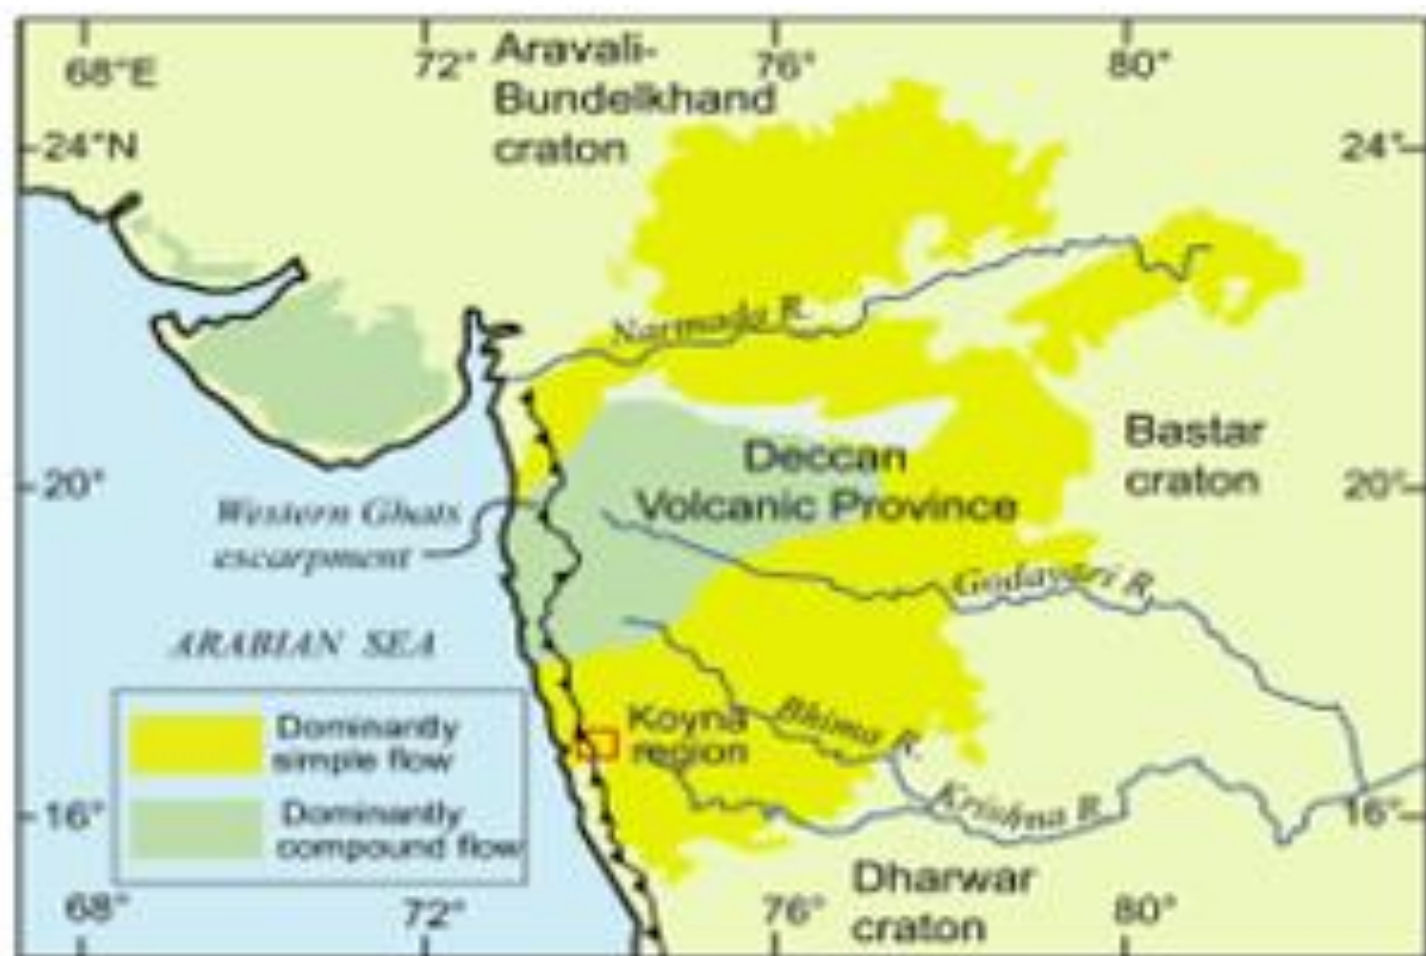 68°E
72°
76°
80°
Aravali-
Bundelkhand
craton
24°N
24°
Narmada R.
Bastar
craton
Deccan
Volcanic Province
20°
20°
Western Ghats
escarpment
Godavari R.
ARABIAN SEA
Dominantly
simple flow
Dominantly
compound flow
Koyna
region
Bhima R.
Krishna R.
16°
16°
Dharwar
craton
68°
72°
76°
80°